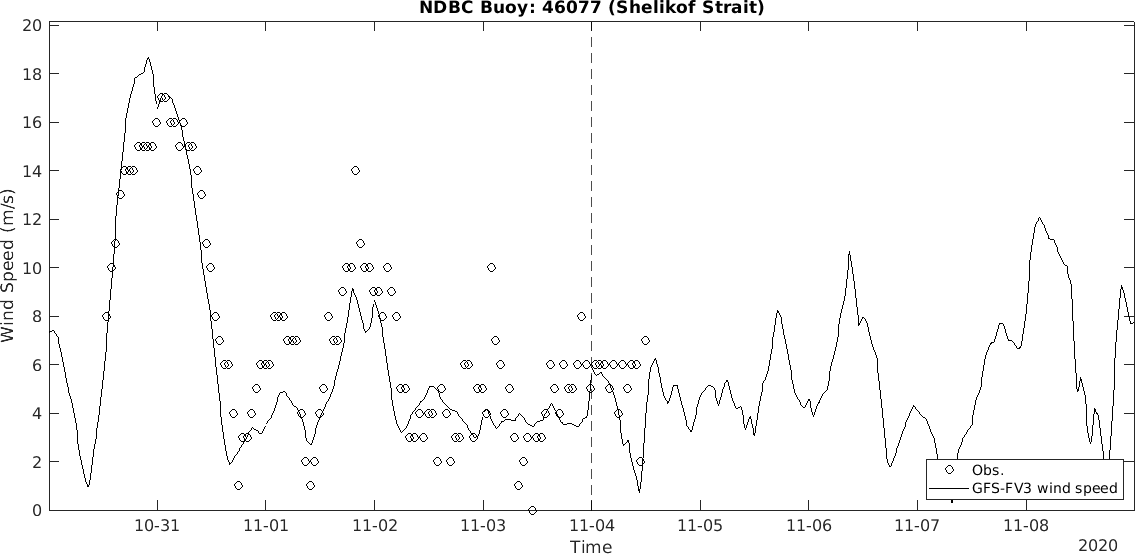 NDBC Buoy: 46077 (Shelikof Strait)
20
18
16
14
12
10
8
6
4
2
0
Wind Speed (m/s)
Obs.
GFS-FV3 wind speed
10-31 11-01 11-02 11-03 11-04 11-05 11-06 11-07 11-08
Time
2020